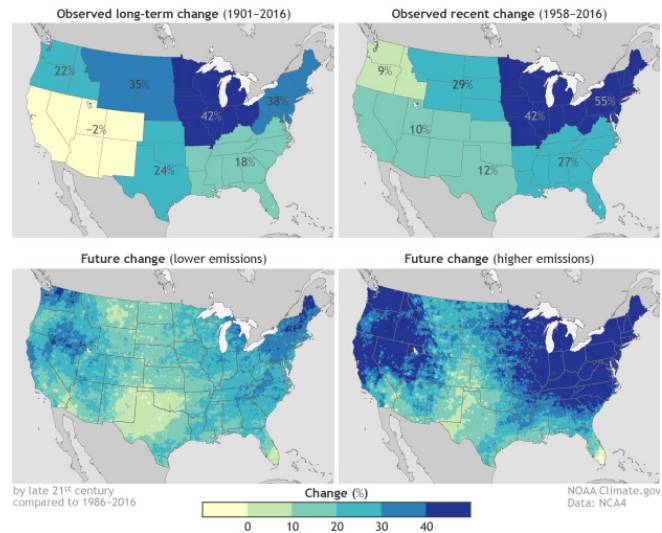 Observed long-term change (1901–2016)
Observed recent change (1958–2016)
22%
35%
42%
38%
−2%
24%
18%
9%
29%
42%
55%
10%
12%
27%
Future change (lower emissions)
Future change (higher emissions)
by late 21st century
compared to 1986–2016
Change (%)
0 10 20 30 40
NOAA Climate.gov
Data: NCA4